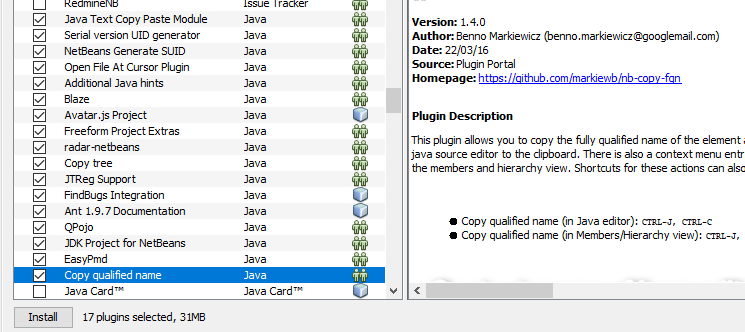 RedmineNB Issue Tracker
Java Text Copy Paste Module Java
Serial version UID generator Java
NetBeans Generate SUID Java
Open File At Cursor Plugin Java
Additional Java hints Java
Blaze Java
Avatar.js Project Java
Freeform Project Extras Java
radar-netbeans Java
Copy tree Java
JTReg Support Java
FindBugs Integration Java
Ant 1.9.7 Documentation Java
QPojo Java
JDK Project for NetBeans Java
EasyPmd Java
Copy qualified name Java
Java Card™ Java Card™
Install 17 plugins selected, 31MB
Version: 1.4.0
Author: Benno Markiewicz (benno.markiewicz@googlemail.com)
Date: 22/03/16
Source: Plugin Portal
Homepage: https://github.com/markiewb/nb-copy-fqn
Plugin Description
This plugin allows you to copy the fully qualified name of the element
java source editor to the clipboard. There is also a context menu entr
the members and hierarchy view. Shortcuts for these actions can also
Copy qualified name (in Java editor): CTRL-J, CTRL-C
Copy qualified name (in Members/Hierarchy view): CTRL-J,